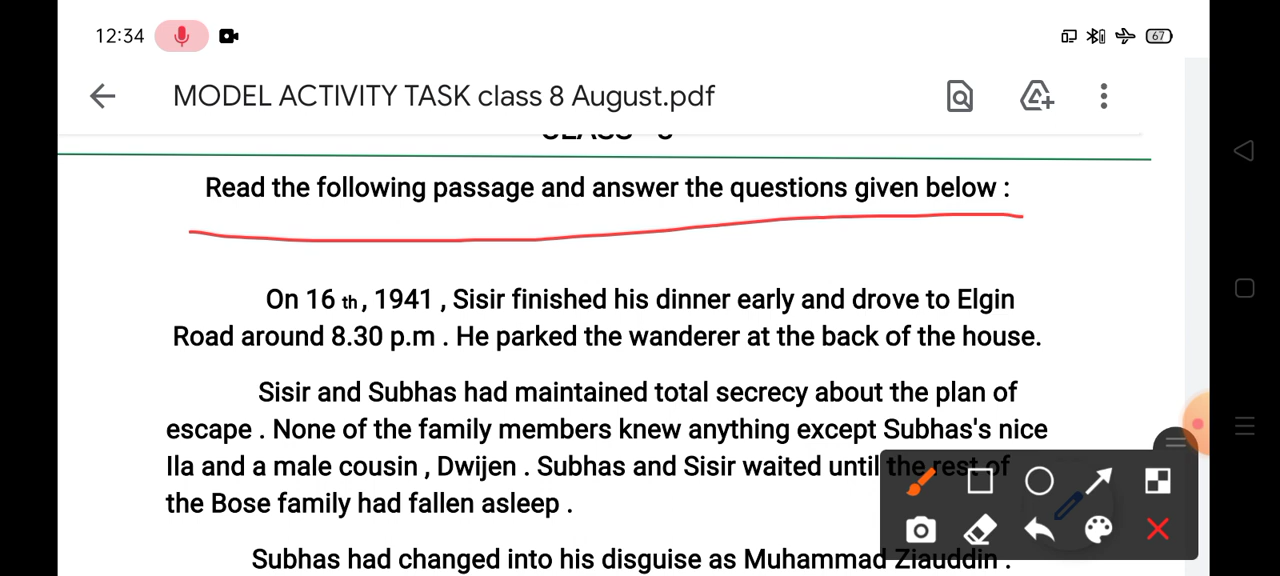 12:34
67
MODEL ACTIVITY TASK class 8 August.pdf
Read the following passage and answer the questions given below :
On 16 th, 1941 , Sisir finished his dinner early and drove to Elgin
Road around 8.30 p.m . He parked the wanderer at the back of the house.
Sisir and Subhas had maintained total secrecy about the plan of
escape . None of the family members knew anything except Subhas's nice
Ila and a male cousin , Dwijen . Subhas and Sisir waited until the rest of
the Bose family had fallen asleep .
Subhas had changed into his disguise as Muhammad Ziauddin .